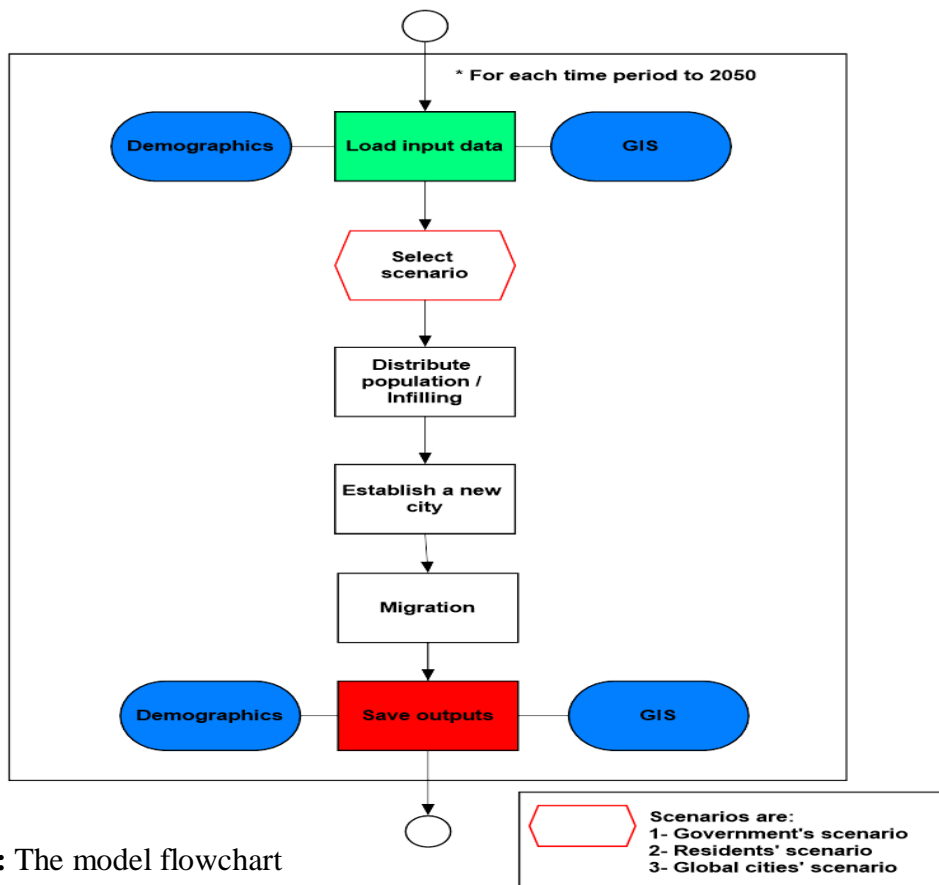 * For each time period to 2050
Demographics
Load input data
GIS
Select
scenario
Distribute
population /
Infilling
Establish a new
city
Migration
Demographics
Save outputs
GIS
Scenarios are:
1- Government's scenario
2- Residents' scenario
3- Global cities' scenario
: The model flowchart